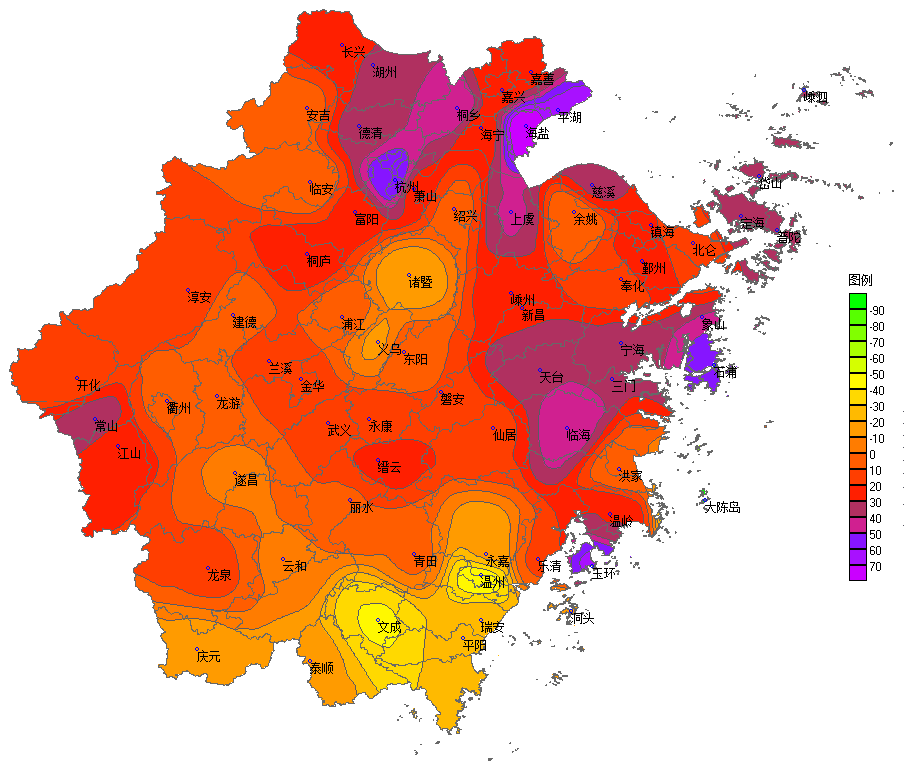 长兴
湖州
嘉善
嘉兴
嵊泗
安吉
桐乡
平湖
德清
海宁
海盐
临安
杭州
萧山
慈溪
岱山
富阳
绍兴
上虞
余姚
定海
镇海
普陀
北仑
桐庐
鄞州
诸暨
奉化
图例
淳安
嵊州
新昌
建德
浦江
象山
义乌
东阳
宁海
兰溪
天台
石浦
开化
金华
三门
衢州
龙游
磐安
常山
武义
永康
仙居
临海
江山
缙云
洪家
遂昌
丽水
大陈岛
温岭
青田
永嘉
乐清
云和
龙泉
温州
玉环
洞头
文成
瑞安
平阳
庆元
泰顺
-90
-80
-70
-60
-50
-40
-30
-20
-10
0
10
20
30
40
50
60
70